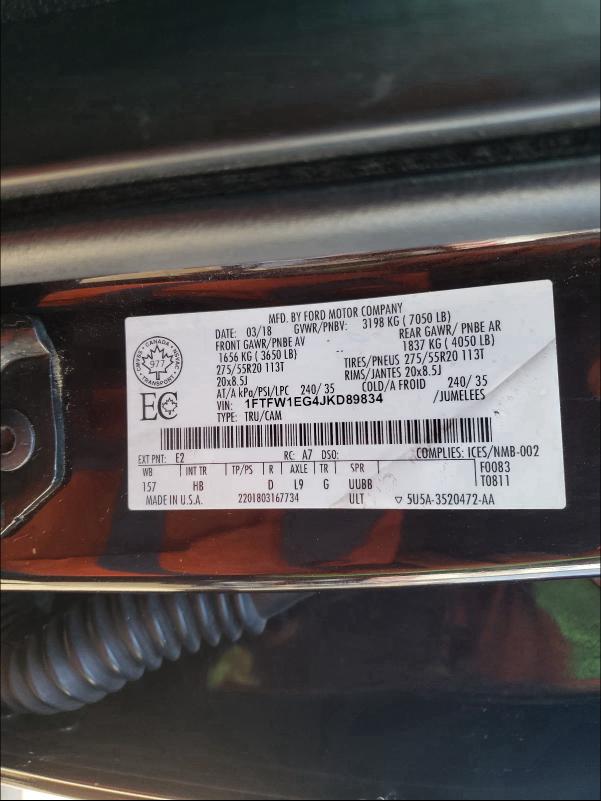 MFD. BY FORD MOTOR COMPANY
DATE: 03/18 GVWR/PNBV: 3198 KG ( 7050 LB)
FRONT GAWR/PNBE AV REAR GAWR/ PNBE AR
1656 KG ( 3650 LB) 1837 KG ( 4050 LB)
275/55R20 113T TIRES/PNEUS 275/55R20 113T
20x8.5J RIMS/JANTES 20x8.5J
AT/A kPa/PSI/LPC 240/ 35 COLD/A FROID 240/ 35
VIN: 1FTFW1EG4JKD89834 /JUMELEES
TYPE: TRU/CAM
CANADA
977
TRANSPORT
EC
EXT PNT: E2 RC: A7 DSO: COMPLIES: ICES/NMB-002
WB INT TR TP/PS R AXLE TR SPR F0083
157 HB D L9 G UUBB T0811
MADE IN U.S.A. 2201803167734 ULT ▽ 5U5A-3520472-AA